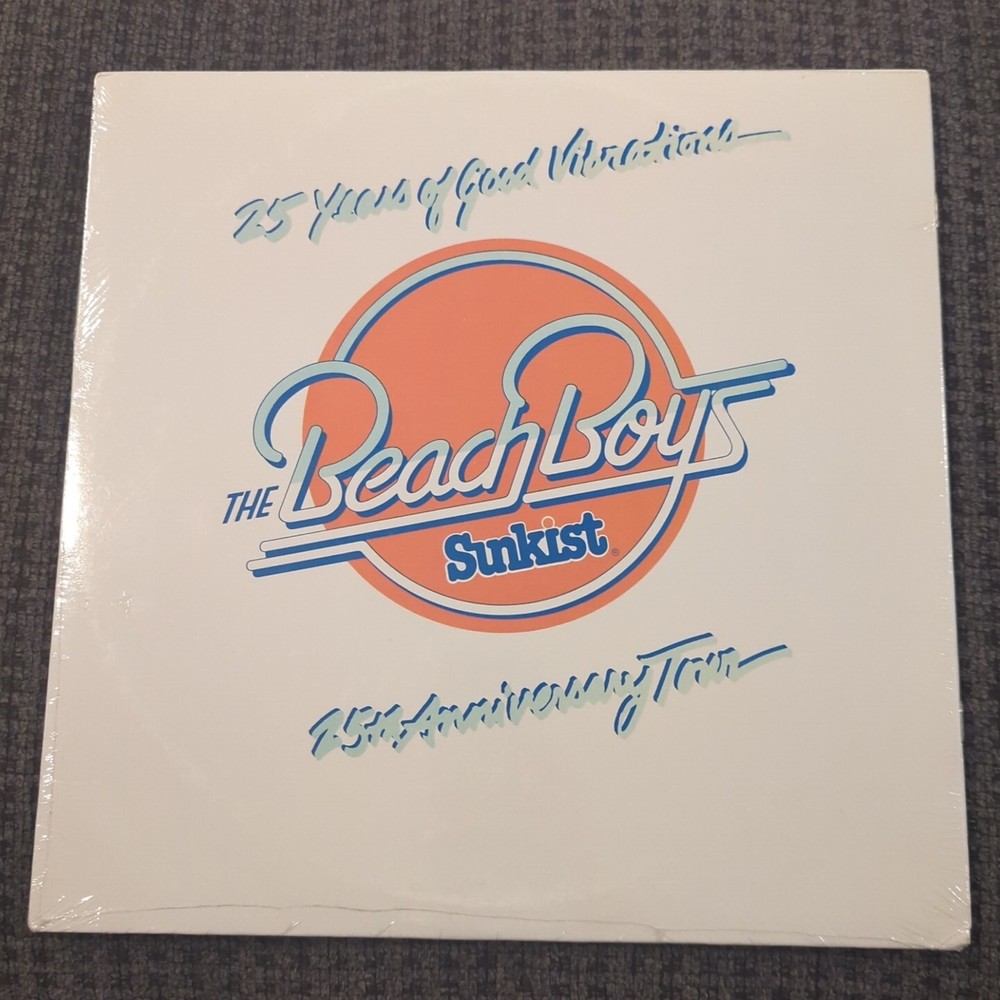 25 Years of Good Vibrations
THE Beach Boys
Sunkist®
25th Anniversary Tour